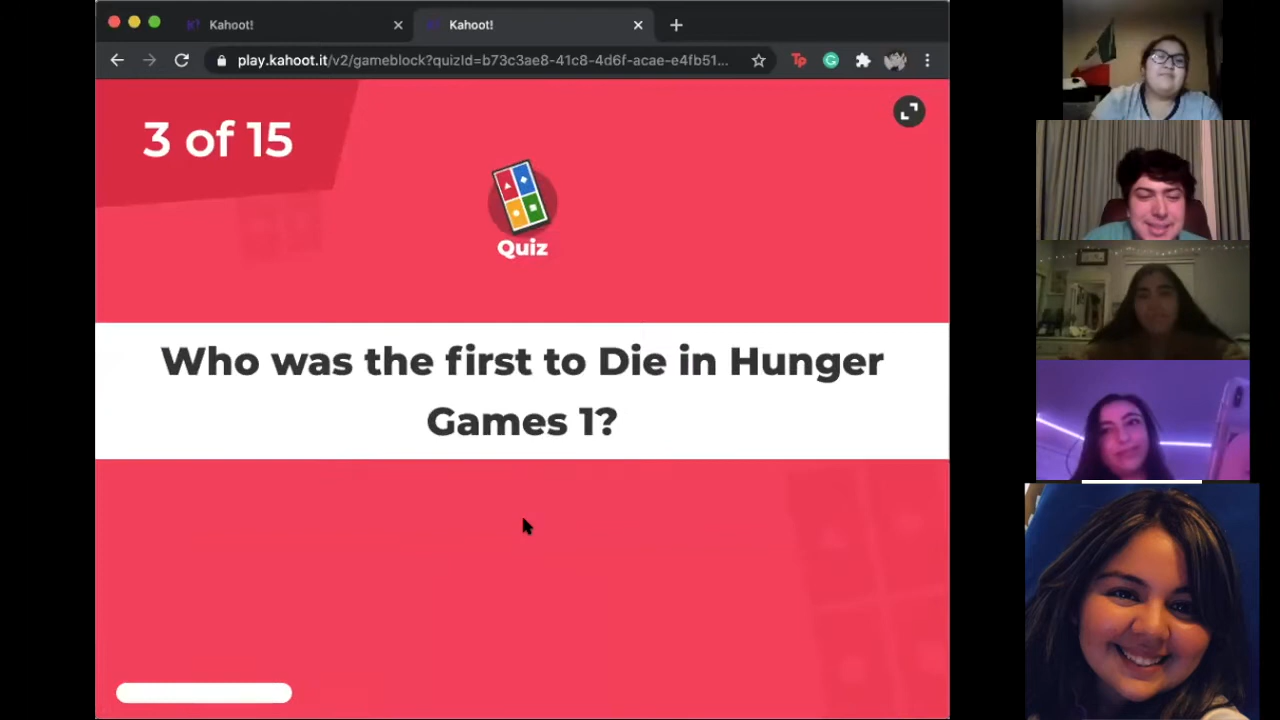 Kahoot!
Kahoot!
play.kahoot.it/v2/gameblock?quizId=b73c3ae8-41c8-4d6f-acae-e4fb51...
3 of 15
Quiz
Who was the first to Die in Hunger
Games 1?